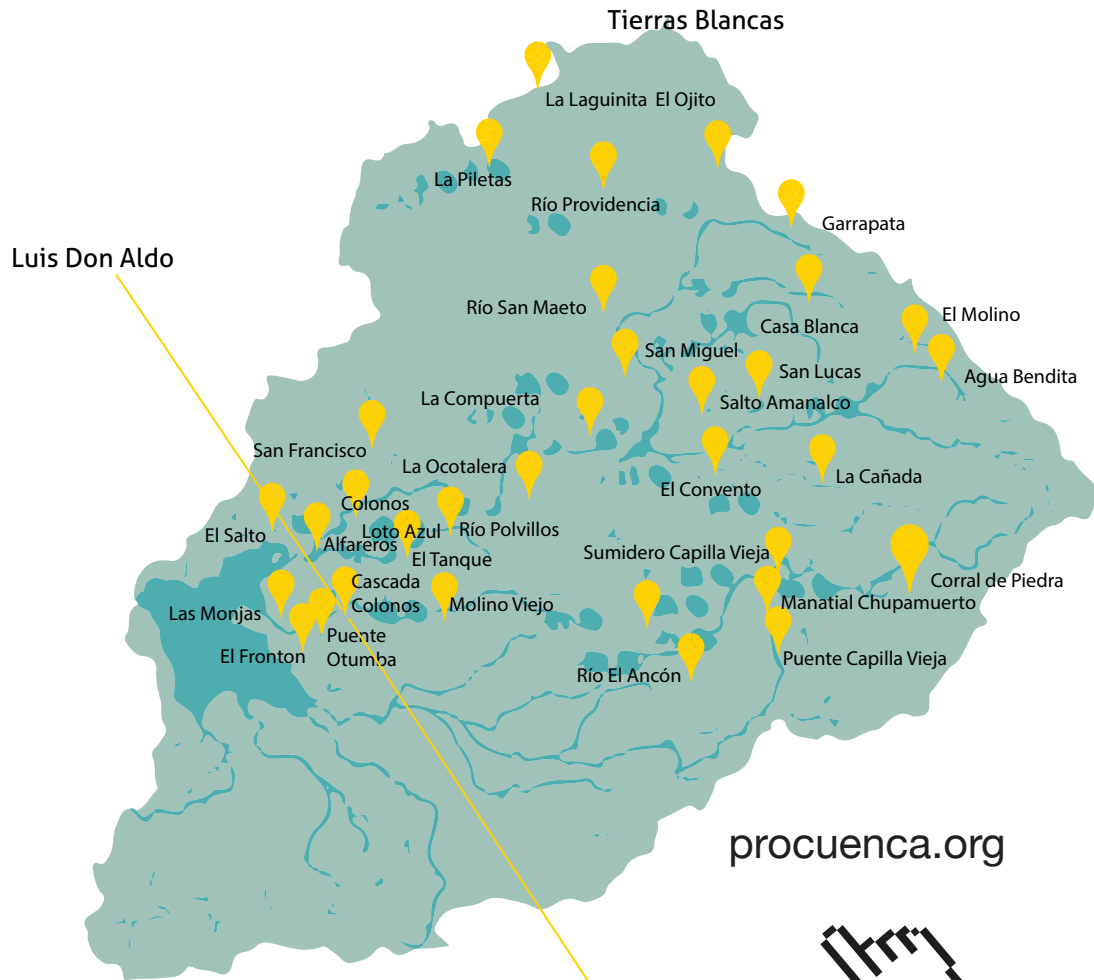 Tierras Blancas
La Laguinita El Ojito
La Piletas
Río Providencia
Garrapata
Luis Don Aldo
Río San Maeto
El Molino
Casa Blanca
San Miguel
San Lucas
Agua Bendita
La Compuerta
Salto Amanalco
San Francisco
La Ocotalera
El Convento
La Cañada
Colonos
El Salto
Loto Azul
Río Polvillos
Alfareros
El Tanque
Sumidero Capilla Vieja
Corral de Piedra
Cascada
Colonos
Molino Viejo
Manatial Chupamuerto
Las Monjas
Puente
Otumba
El Fronton
Puente Capilla Vieja
Río El Ancón
procuenca.org